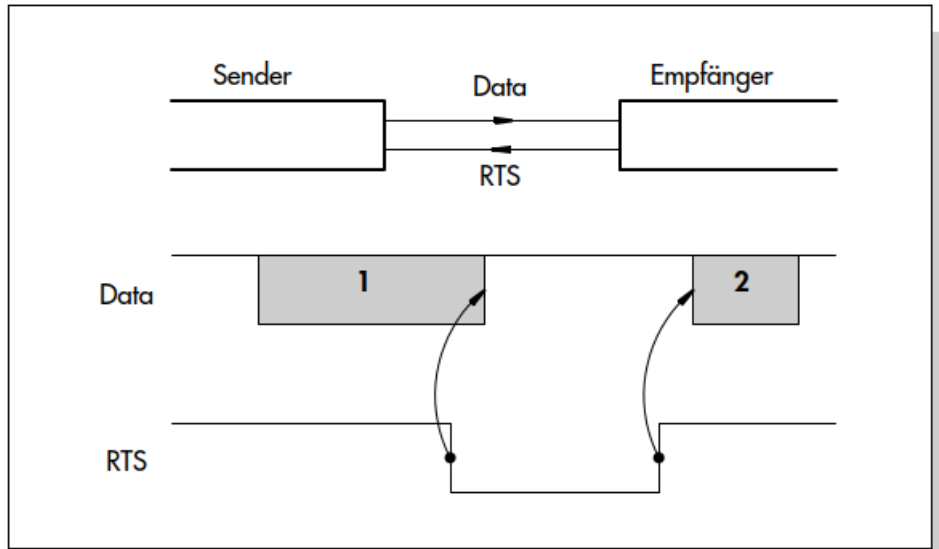 Sender
Data
Empfänger
RTS
Data
1
2
RTS